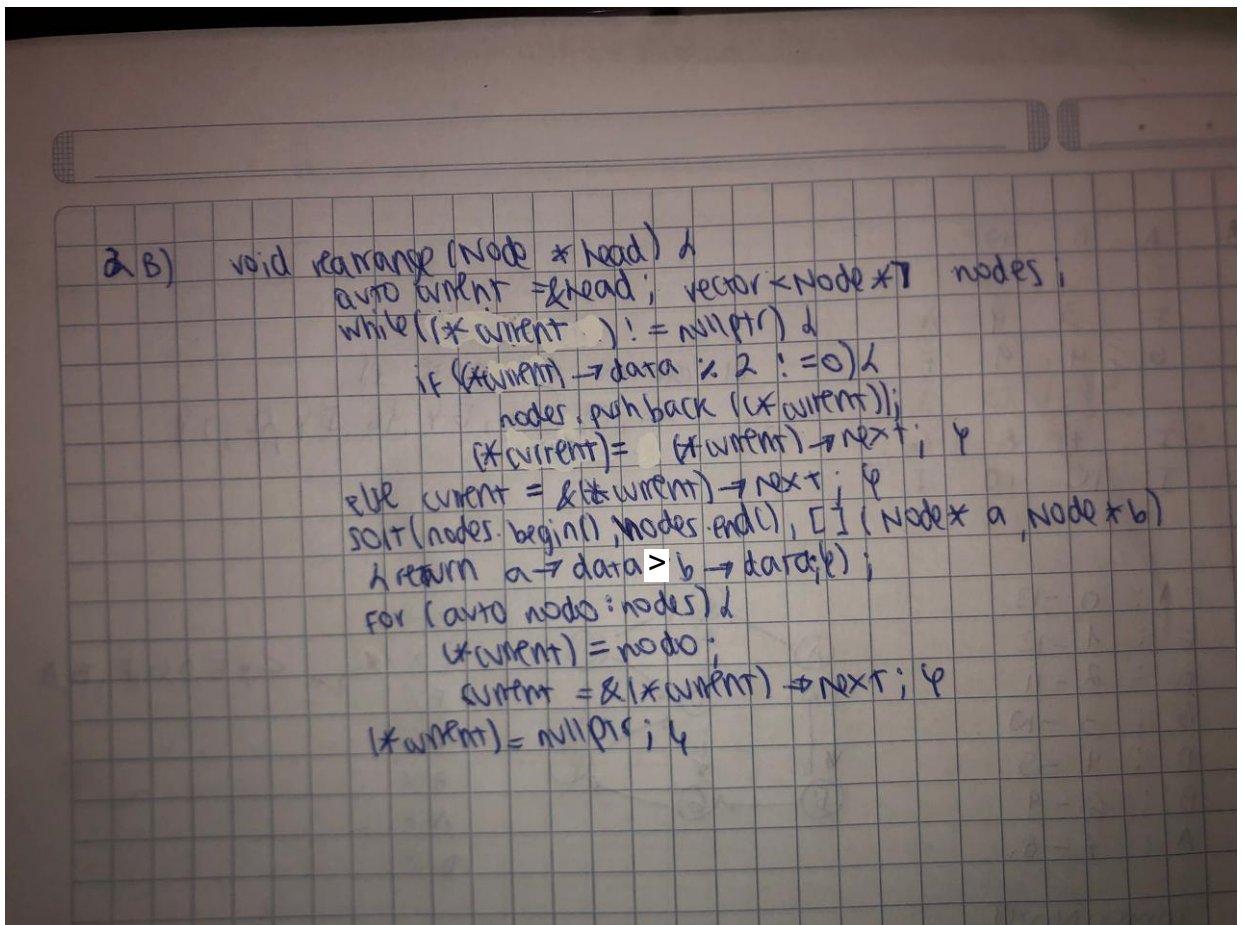 2 B) void rearrange (Node * head) {
auto current = &head; vector <Node *> nodes;
while ((* current ) != nullptr) {
if ((*current) → data % 2 != 0) {
nodes.pushback ((* current));
(*current) = (*current) → next; }
else current = &(*current) → next; }
sort(nodes.begin(), nodes.end(), [] ( Node* a, Node * b)
{ return a → data > b → data; });
for (auto nodo : nodes) {
(*current) = nodo;
current = &(*current) → next; }
(*current) = nullptr; }